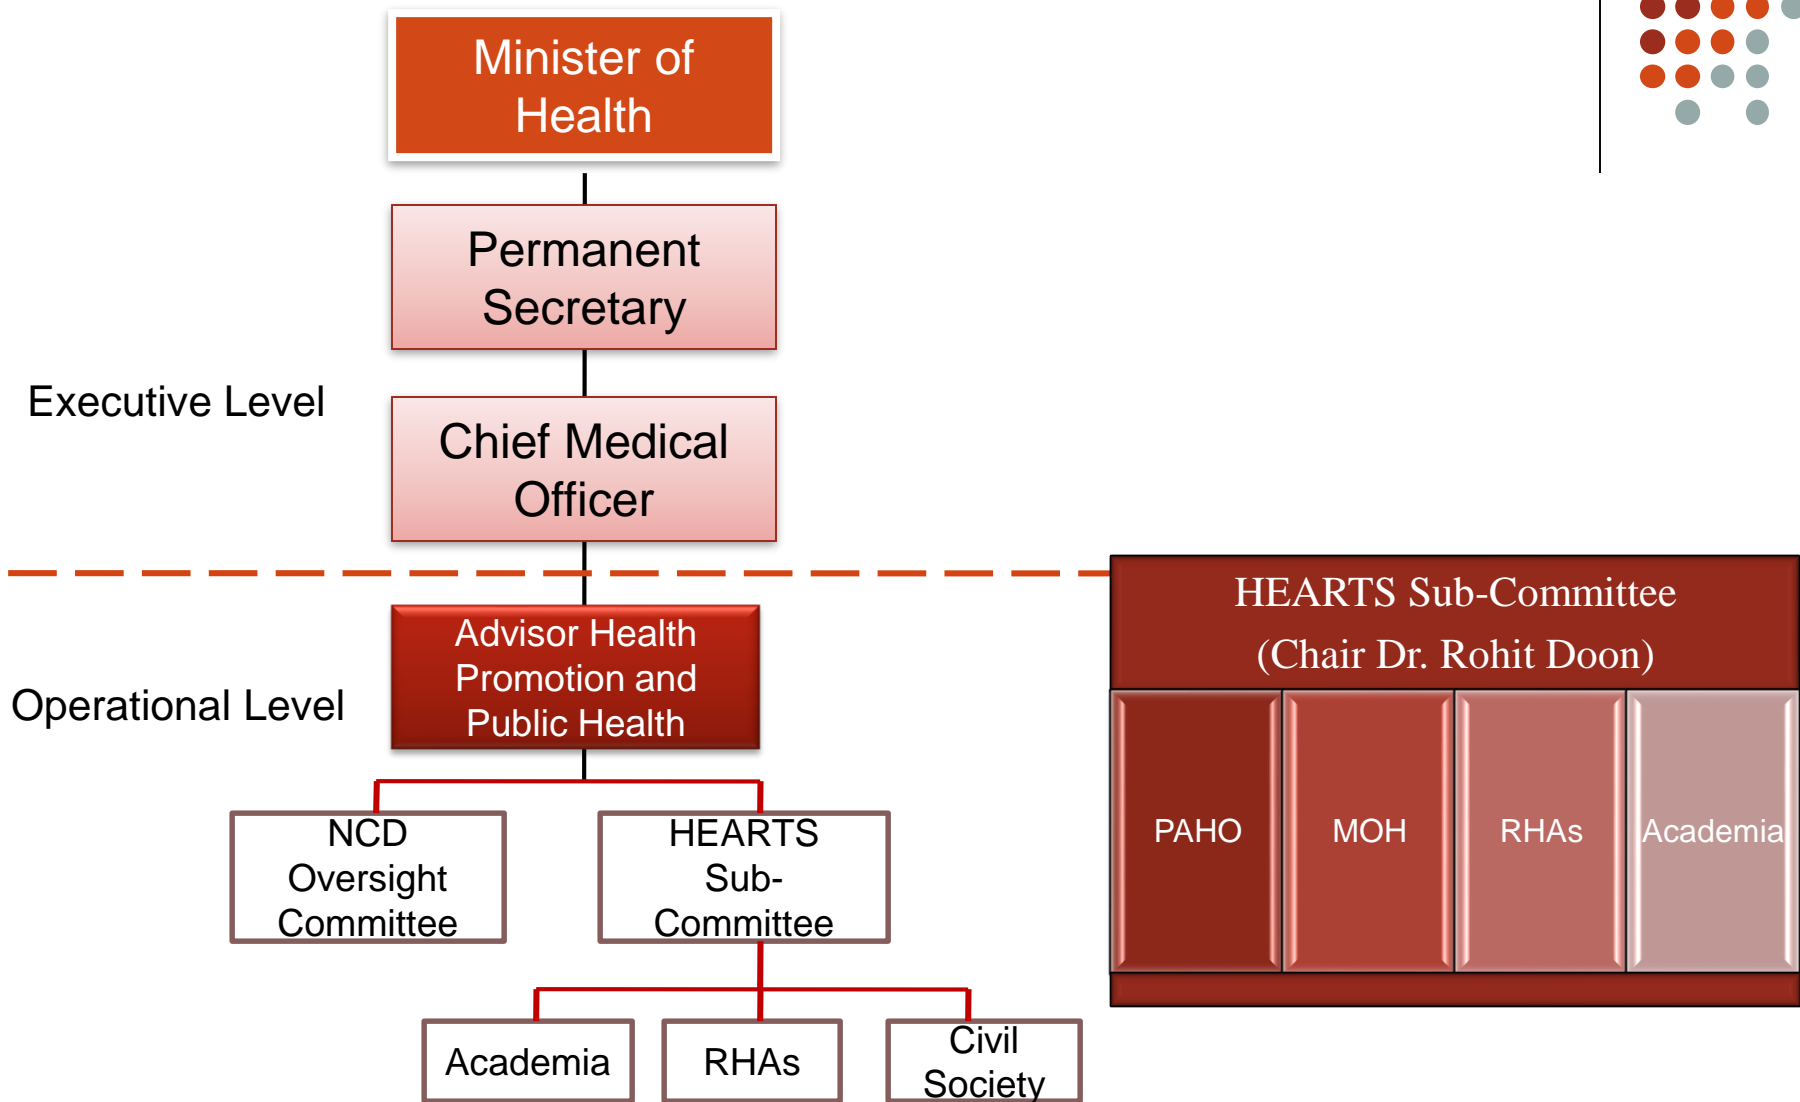 Minister of
Health
Permanent
Secretary
Executive Level
Chief Medical
Officer
Advisor Health
Promotion and
Public Health
Operational Level
NCD
Oversight
Committee
HEARTS
Sub-
Committee
Academia
RHAs
Civil
Society
HEARTS Sub-Committee
(Chair Dr. Rohit Doon)
PAHO
MOH
RHAs
Academia